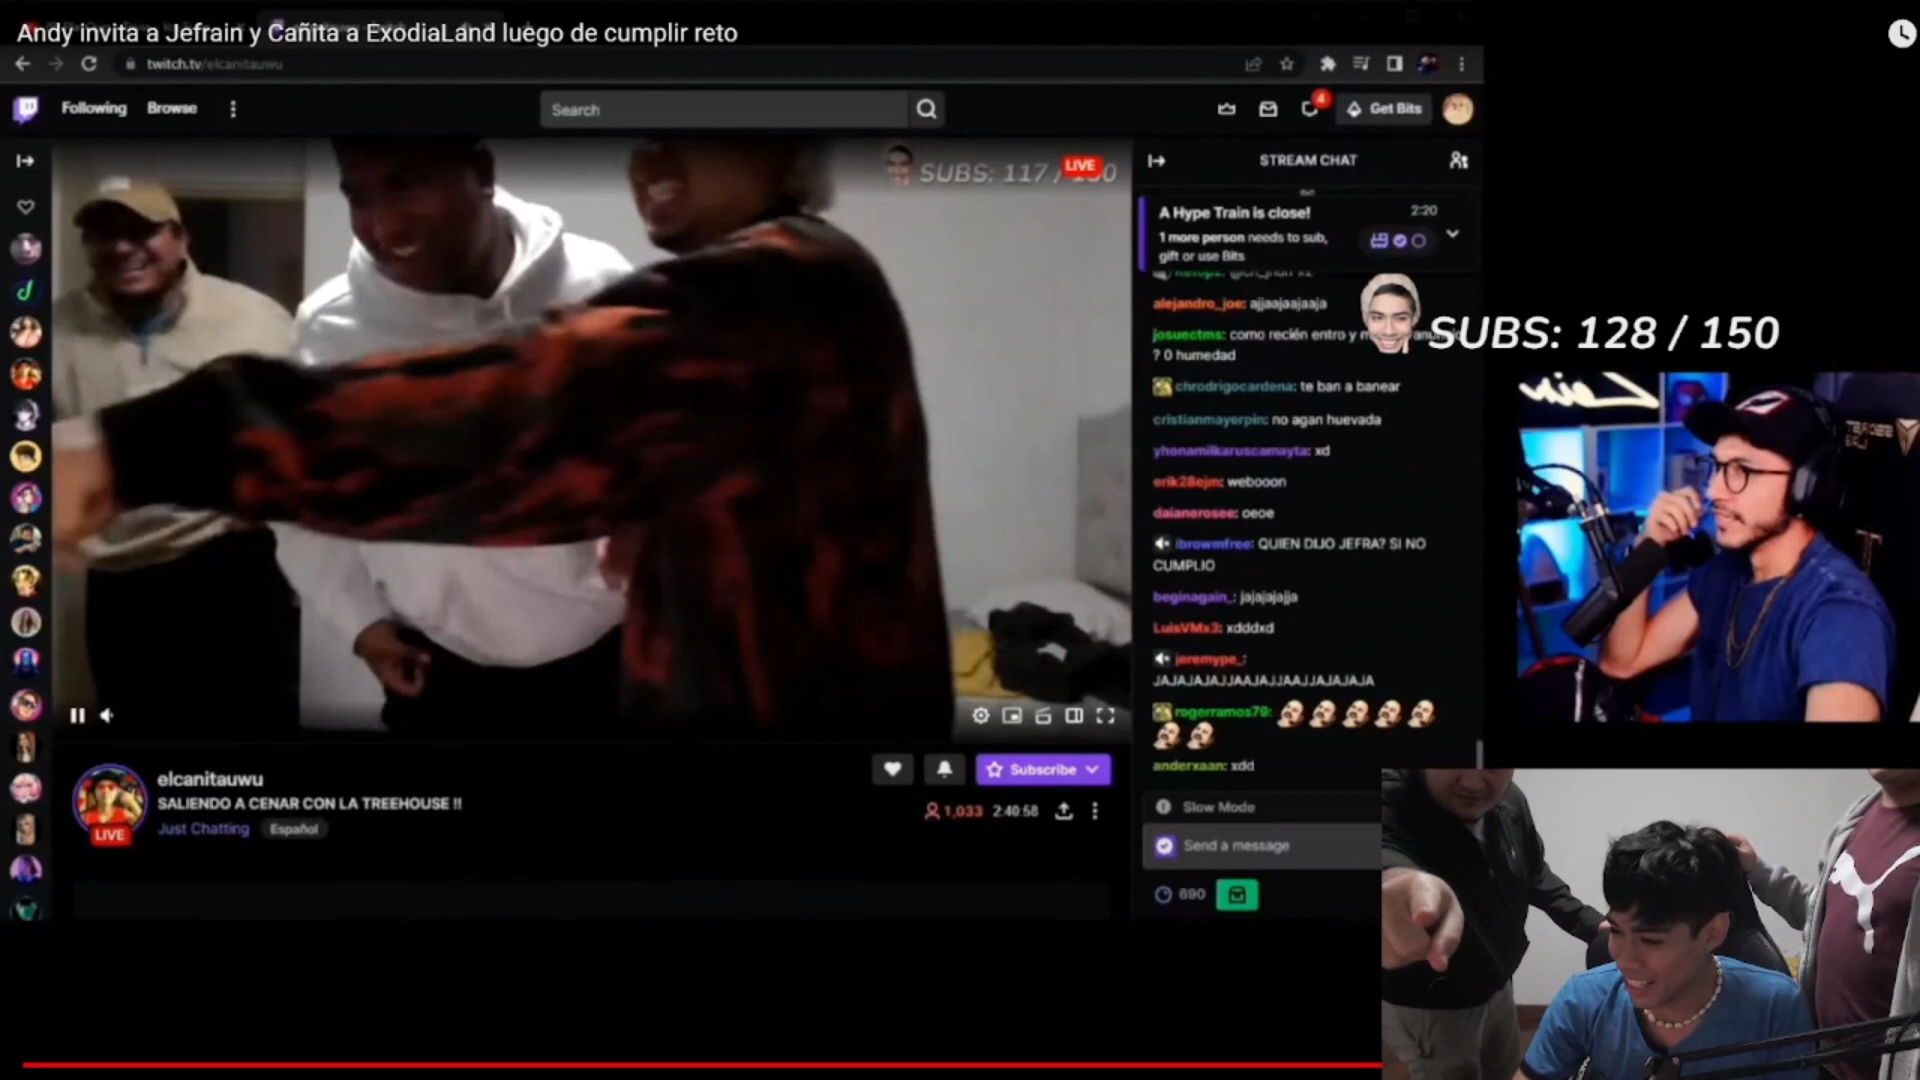 Andy invita a Jefrain y Cañita a ExodiaLand luego de cumplir reto
twitch.tv/elcanitauwu
Following Browse
Search
4
Get Bits
SUBS: 117 /
LIVE
STREAM CHAT
A Hype Train is close!
2:20
1 more person needs to sub,
gift or use Bits
alejandro_joe: ajjaajaajaaja
josuectms: como recién entro y
? 0 humedad
SUBS: 128 / 150
chrodrigocardena: te ban a banear
cristianmayerpin: no agan huevada
yhonamilkaruscamayta: xd
erik28ejm: webooon
daianerosee: oeoe
ibrowmfree: QUIEN DIJO JEFRA? SI NO
CUMPLIO
beginagain_: jajajajajja
LuisVMx3: xdddxd
jeremype_:
JAJAJAJAJJAAJAJJAAJJAJAJAJA
rogerramos79:
anderxaan: xdd
elcanitauwu
Subscribe
SALIENDO A CENAR CON LA TREEHOUSE !!
Just Chatting Español
LIVE
1,033 2:40:58
Slow Mode
Send a message
690